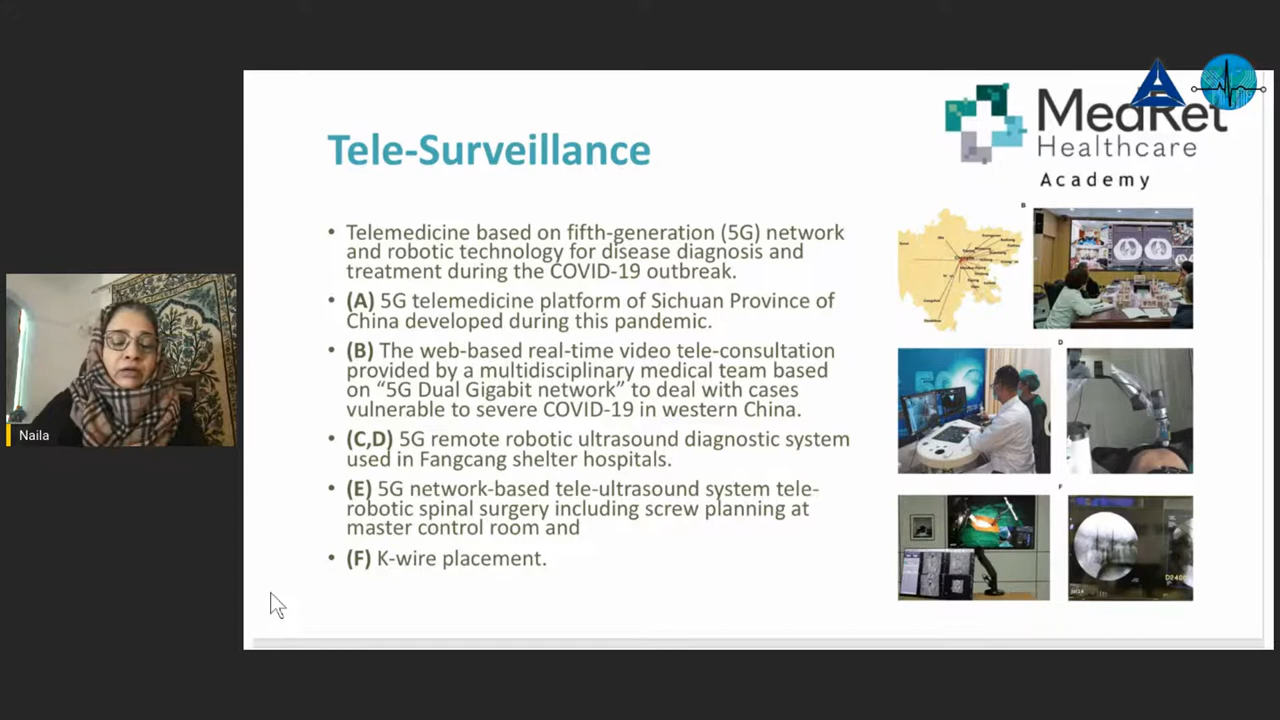 MedRet
Healthcare
Academy
Tele-Surveillance
• Telemedicine based on fifth-generation (5G) network
and robotic technology for disease diagnosis and
treatment during the COVID-19 outbreak.
• (A) 5G telemedicine platform of Sichuan Province of
China developed during this pandemic.
• (B) The web-based real-time video tele-consultation
provided by a multidisciplinary medical team based
on “5G Dual Gigabit network” to deal with cases
vulnerable to severe COVID-19 in western China.
• (C,D) 5G remote robotic ultrasound diagnostic system
used in Fangcang shelter hospitals.
• (E) 5G network-based tele-ultrasound system tele-
robotic spinal surgery including screw planning at
master control room and
• (F) K-wire placement.
B
D
F
5G
Naila